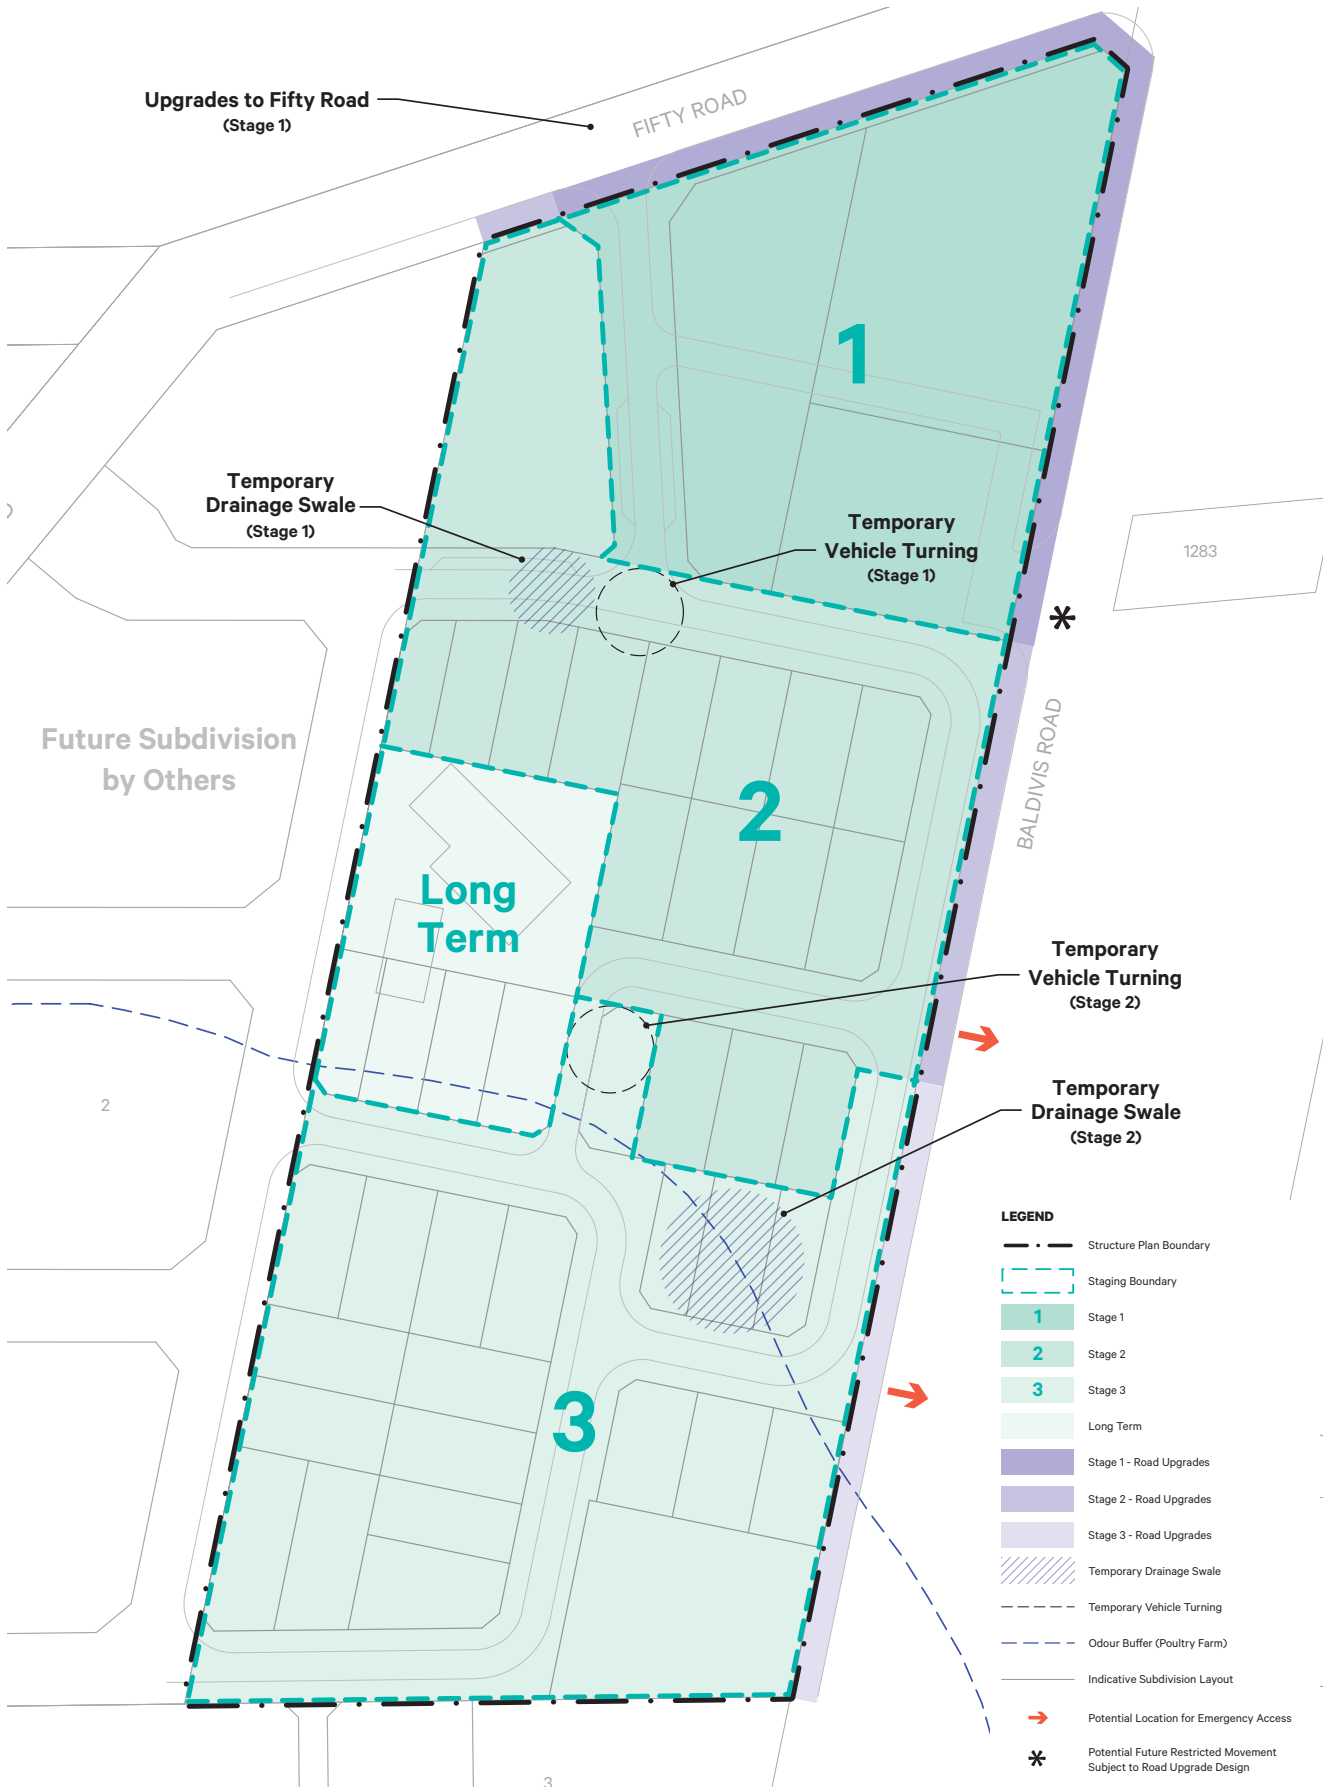 Upgrades to Fifty Road
(Stage 1)
FIFTY ROAD
1
Temporary
Drainage Swale
(Stage 1)
Temporary
Vehicle Turning
(Stage 1)
1283
Future Subdivision
by Others
2
BALDIVIS ROAD
Long
Term
Temporary
Vehicle Turning
(Stage 2)
2
Temporary
Drainage Swale
(Stage 2)
3
3
LEGEND
Structure Plan Boundary
Staging Boundary
1 Stage 1
2 Stage 2
3 Stage 3
Long Term
Stage 1 - Road Upgrades
Stage 2 - Road Upgrades
Stage 3 - Road Upgrades
Temporary Drainage Swale
Temporary Vehicle Turning
Odour Buffer (Poultry Farm)
Indicative Subdivision Layout
Potential Location for Emergency Access
Potential Future Restricted Movement
Subject to Road Upgrade Design